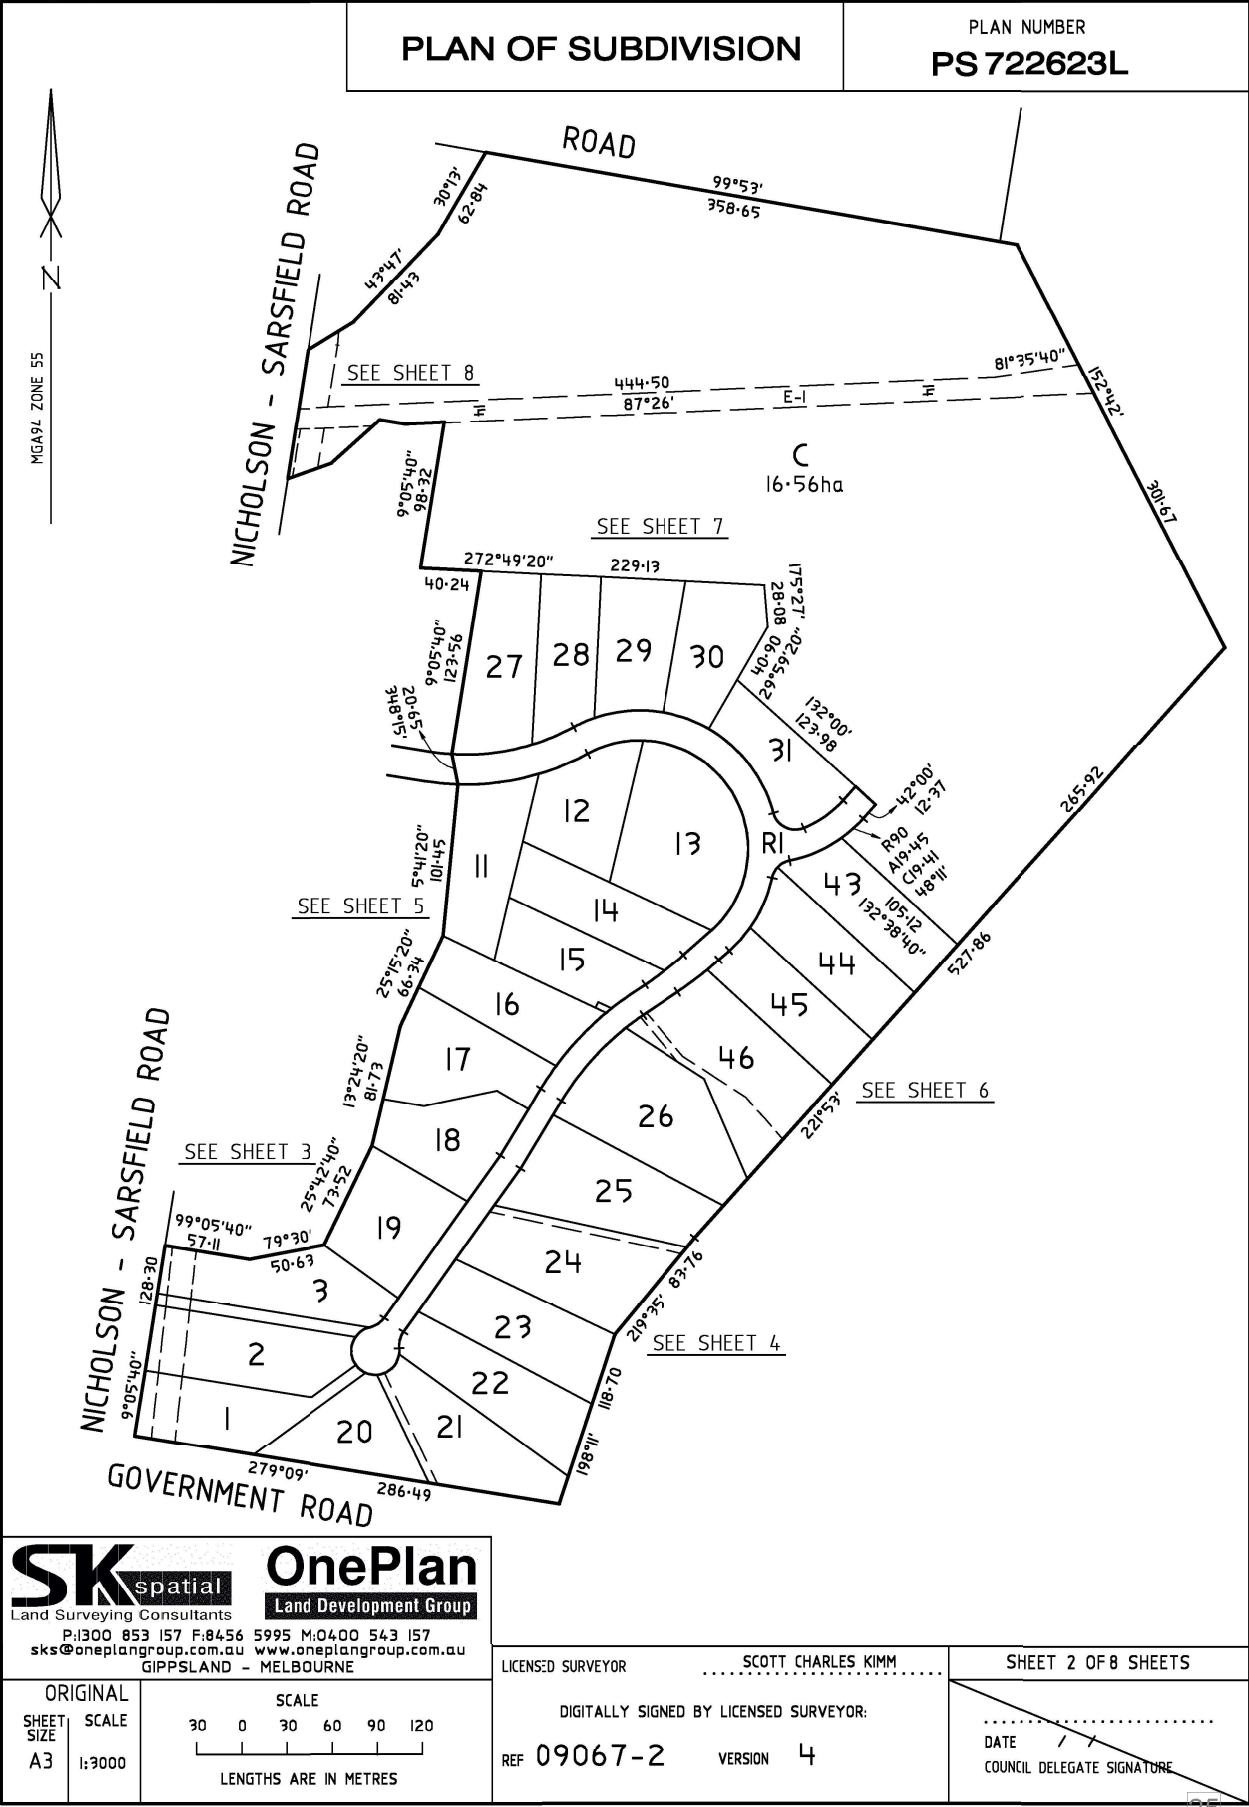 PLAN OF SUBDIVISION
PLAN NUMBER
PS 722623L
MGA94 ZONE 55
N
ROAD
NICHOLSON - SARSFIELD ROAD
30°13'
62·84
99°53'
358·65
43°47'
81·43
SEE SHEET 8
444·50
87°26'
E-1
81°35'40"
152°42'
301·67
C
16·56ha
9°05'40"
98·32
SEE SHEET 7
272°49'20"
229·13
40·24
175°27'
28·08
40·90
29°59'20"
9°05'40"
123·56
27
28
29
30
348°15'
20·65
132°00'
123·98
31
42°00'
12·37
265·92
R90
A19·45
C19·41
48°11'
R1
12
13
11
5°41'20"
101·45
43
105·12
132°38'40"
527·86
SEE SHEET 5
14
15
44
45
25°15'20"
66·34
16
46
17
13°24'20"
81·73
SEE SHEET 6
221°53'
26
18
SEE SHEET 3
25°42'40"
73·52
25
NICHOLSON - SARSFIELD ROAD
99°05'40"
57·11
79°30'
50·63
19
24
83·76
219°35'
128·30
9°05'40"
3
23
SEE SHEET 4
2
22
118·70
198°11'
1
20
21
279°09'
286·49
GOVERNMENT ROAD
SK spatial
Land Surveying Consultants
OnePlan
Land Development Group
P:1300 853 157 F:8456 5995 M:0400 543 157
sks@oneplangroup.com.au www.oneplangroup.com.au
GIPPSLAND - MELBOURNE
ORIGINAL
SHEET SIZE
SCALE
A3
1:3000
SCALE
30 0 30 60 90 120
LENGTHS ARE IN METRES
LICENSED SURVEYOR
SCOTT CHARLES KIMM
DIGITALLY SIGNED BY LICENSED SURVEYOR:
REF 09067-2
VERSION 4
SHEET 2 OF 8 SHEETS
DATE / /
COUNCIL DELEGATE SIGNATURE